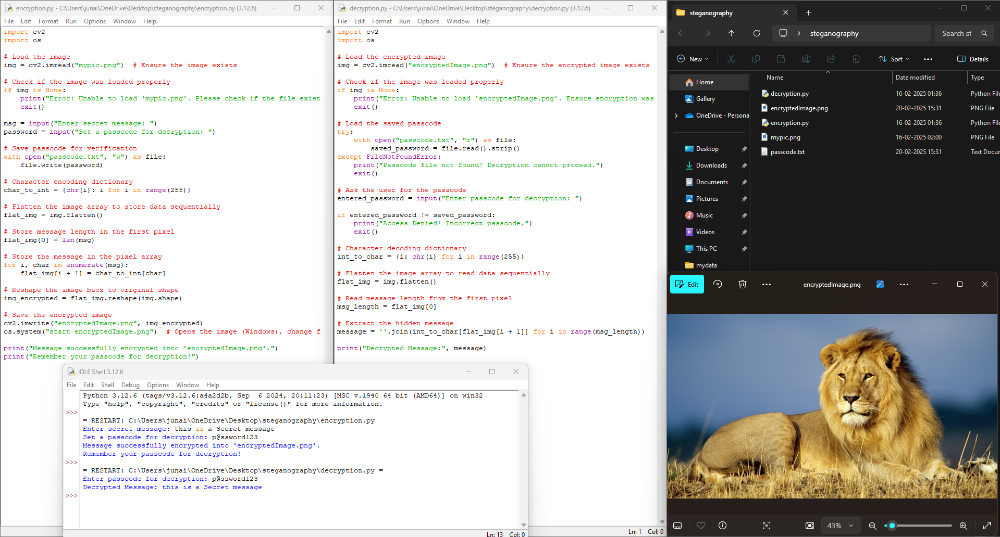 encryption.py - C:\Users\junai\OneDrive\Desktop\steganography\encryption.py (3.12.6)
File Edit Format Run Options Window Help
import cv2
import os
# Load the image
img = cv2.imread("mypic.png")  # Ensure the image exists
# Check if the image was loaded properly
if img is None:
    print("Error: Unable to load 'mypic.png'. Please check if the file exist
    exit()
msg = input("Enter secret message: ")
password = input("Set a passcode for decryption: ")
# Save passcode for verification
with open("passcode.txt", "w") as file:
    file.write(password)
# Character encoding dictionary
char_to_int = {chr(i): i for i in range(255)}
# Flatten the image array to store data sequentially
flat_img = img.flatten()
# Store message length in the first pixel
flat_img[0] = len(msg)
# Store the message in the pixel array
for i, char in enumerate(msg):
    flat_img[i + 1] = char_to_int[char]
# Reshape the image back to original shape
img_encrypted = flat_img.reshape(img.shape)
# Save the encrypted image
cv2.imwrite("encryptedImage.png", img_encrypted)
os.system("start encryptedImage.png")  # Opens the image (Windows), change f
print("Message successfully encrypted into 'encryptedImage.png'.")
print("Remember your passcode for decryption!")
decryption.py - C:\Users\junai\OneDrive\Desktop\steganography\decryption.py (3.12.6)
File Edit Format Run Options Window Help
import cv2
import os
# Load the encrypted image
img = cv2.imread("encryptedImage.png")  # Ensure the encrypted image exists
# Check if the image was loaded properly
if img is None:
    print("Error: Unable to load 'encryptedImage.png'. Ensure encryption was
    exit()
# Load the saved passcode
try:
    with open("passcode.txt", "r") as file:
        saved_password = file.read().strip()
except FileNotFoundError:
    print("Passcode file not found! Decryption cannot proceed.")
    exit()
# Ask the user for the passcode
entered_password = input("Enter passcode for decryption: ")
if entered_password != saved_password:
    print("Access Denied! Incorrect passcode.")
    exit()
# Character decoding dictionary
int_to_char = {i: chr(i) for i in range(255)}
# Flatten the image array to read data sequentially
flat_img = img.flatten()
# Read message length from the first pixel
msg_length = flat_img[0]
# Extract the hidden message
message = ''.join(int_to_char[flat_img[i + 1]] for i in range(msg_length))
print("Decrypted Message:", message)
Ln: 1 Col: 0
IDLE Shell 3.12.6
File Edit Shell Debug Options Window Help
Python 3.12.6 (tags/v3.12.6:a4a2d2b, Sep  6 2024, 20:11:23) [MSC v.1940 64 bit (AMD64)] on win32
Type "help", "copyright", "credits" or "license()" for more information.
>>>
= RESTART: C:\Users\junai\OneDrive\Desktop\steganography\encryption.py
Enter secret message: this is a Secret message
Set a passcode for decryption: p@ssword123
Message successfully encrypted into 'encryptedImage.png'.
Remember your passcode for decryption!
>>>
= RESTART: C:\Users\junai\OneDrive\Desktop\steganography\decryption.py =
Enter passcode for decryption: p@ssword123
Decrypted Message: this is a Secret message
>>>
Ln: 13 Col: 0
steganography
steganography
Search st
New Sort Details
Name Date modified Type
Home
Gallery
OneDrive - Persona
Desktop
Downloads
Documents
Pictures
Music
Videos
This PC
mydata
decryption.py 16-02-2025 01:36 Python File
encryptedImage.png 20-02-2025 15:31 PNG File
encryption.py 16-02-2025 01:36 Python File
mypic.png 16-02-2025 02:00 PNG File
passcode.txt 20-02-2025 15:31 Text Docur
Edit encryptedImage.png
43%